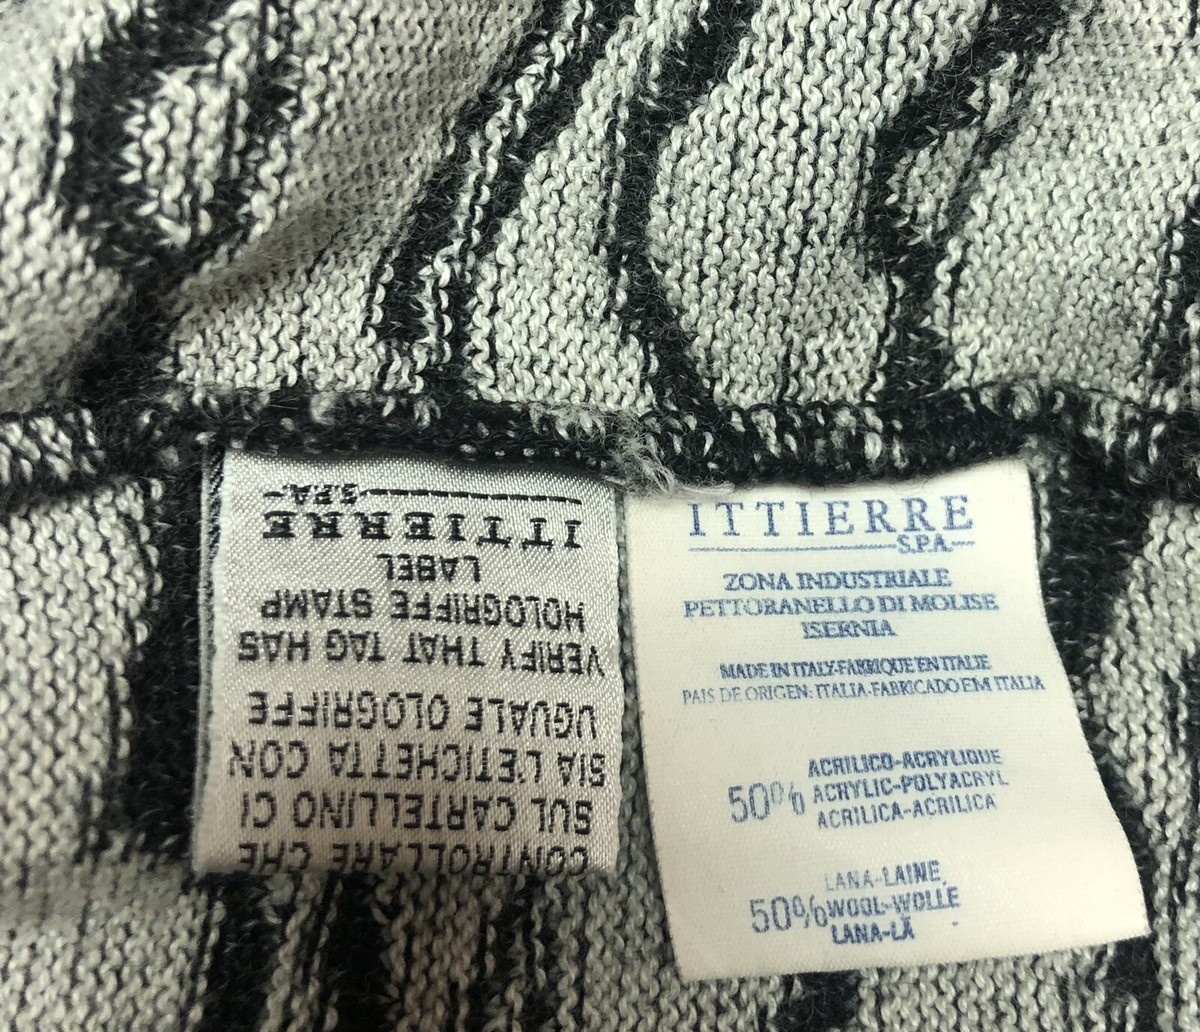 CONTROLLARE CHE
SUL CARTELLINO CI
SIA L'ETICHETTA CON
UGUALE OLOGRIFFE
VERIFY THAT TAG HAS
HOLOGRIFFE STAMP
LABEL
ITTIERRE
S.P.A.
ITTIERRE
S.P.A.
ZONA INDUSTRIALE
PETTORANELLO DI MOLISE
ISERNIA
MADE IN ITALY-FABRIQUE EN ITALIE
PAIS DE ORIGEN: ITALIA-FABRICADO EM ITALIA
ACRILICO-ACRYLIQUE
50% ACRYLIC-POLYACRYL
ACRILICA-ACRILICA
LANA-LAINE
50% WOOL-WOLLE
LANA-LÃ